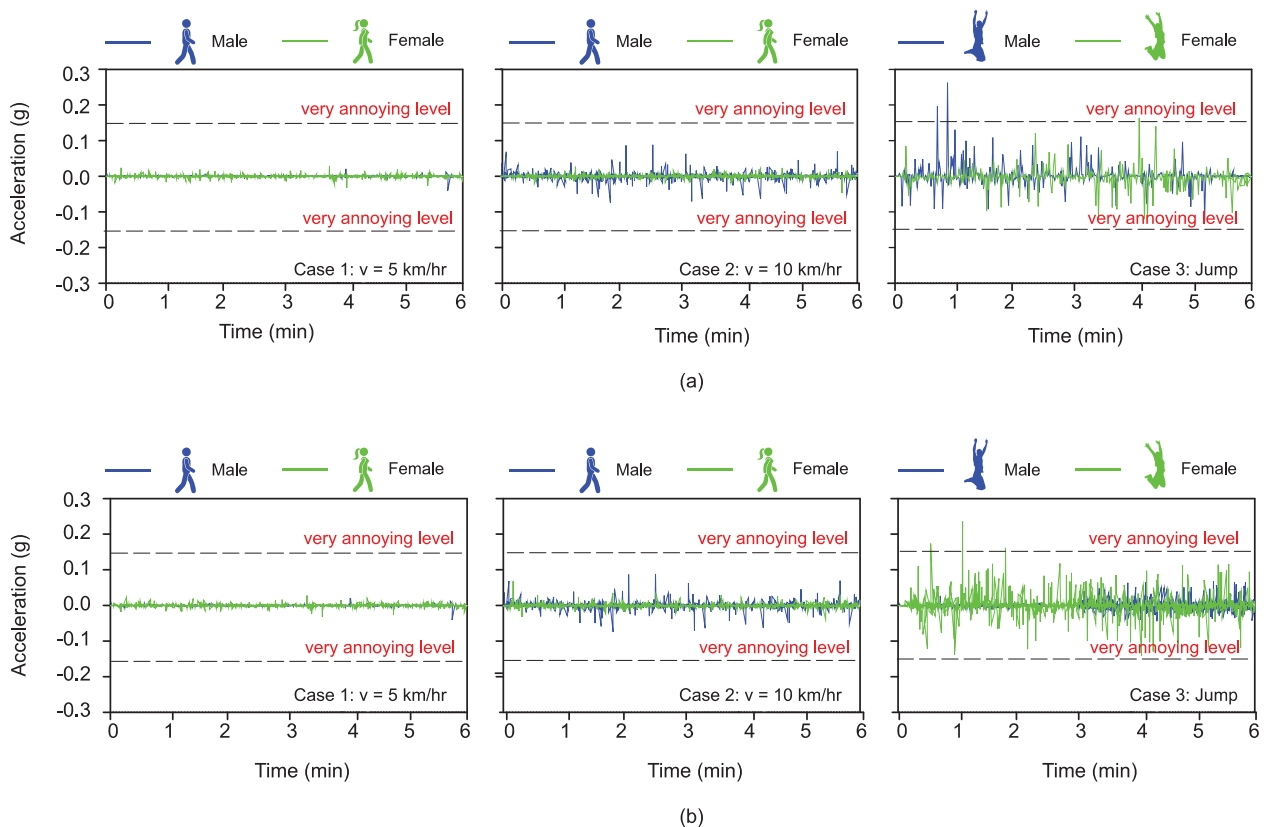 Male Female Male Female Male Female
0.3
0.2
0.1
0.0
-0.1
-0.2
-0.3
Acceleration (g)
very annoying level
very annoying level
Case 1: v = 5 km/hr
0 1 2 3 4 5 6
Time (min)
very annoying level
very annoying level
Case 2: v = 10 km/hr
0 1 2 3 4 5 6
Time (min)
very annoying level
very annoying level
Case 3: Jump
0 1 2 3 4 5 6
Time (min)
(a)
Male Female Male Female Male Female
0.3
0.2
0.1
0.0
-0.1
-0.2
-0.3
Acceleration (g)
very annoying level
very annoying level
Case 1: v = 5 km/hr
0 1 2 3 4 5 6
Time (min)
very annoying level
very annoying level
Case 2: v = 10 km/hr
0 1 2 3 4 5 6
Time (min)
very annoying level
very annoying level
Case 3: Jump
0 1 2 3 4 5 6
Time (min)
(b)